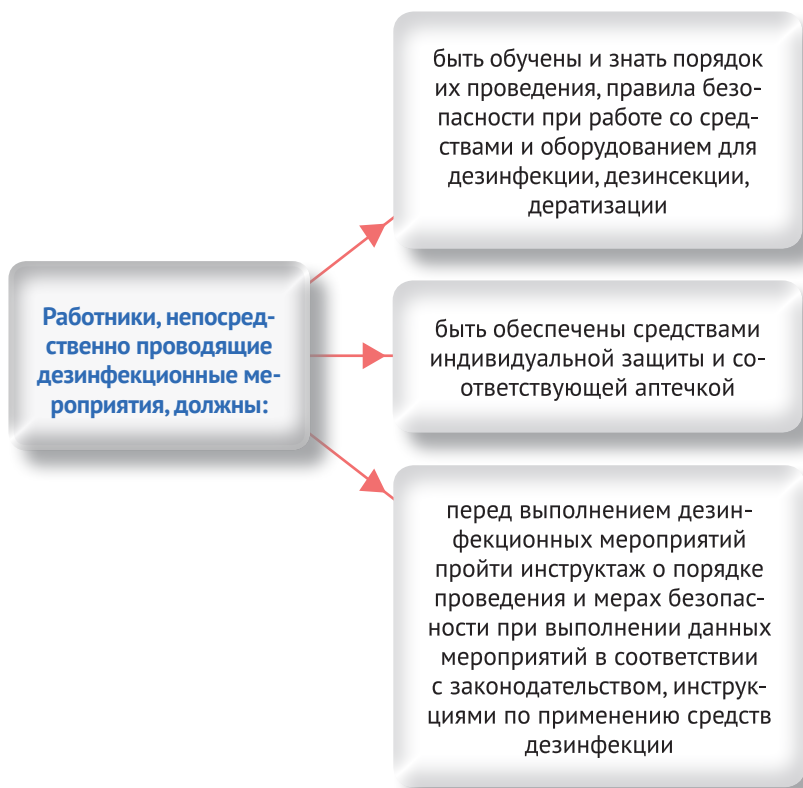 Работники, непосред-
ственно проводящие
дезинфекционные ме-
роприятия, должны:
быть обучены и знать порядок
их проведения, правила безо-
пасности при работе со сред-
ствами и оборудованием для
дезинфекции, дезинсекции,
дератизации
быть обеспечены средствами
индивидуальной защиты и со-
ответствующей аптечкой
перед выполнением дезин-
фекционных мероприятий
пройти инструктаж о порядке
проведения и мерах безопас-
ности при выполнении данных
мероприятий в соответствии
с законодательством, инструк-
циями по применению средств
дезинфекции